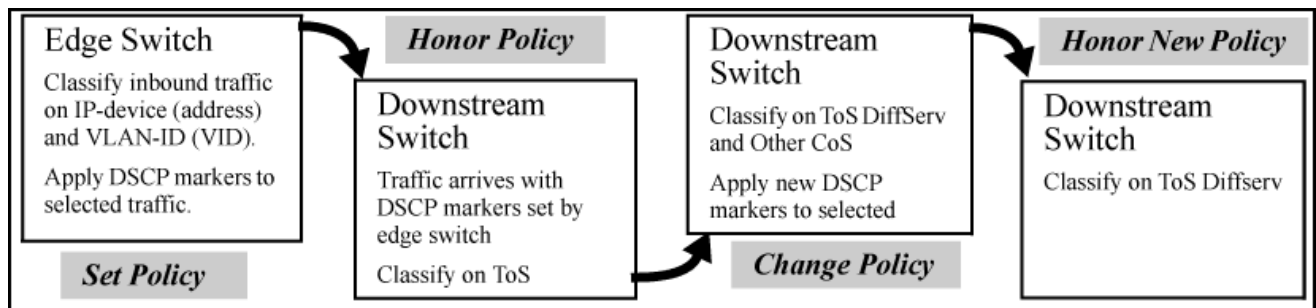 Edge Switch
Classify inbound traffic
on IP-device (address)
and VLAN-ID (VID).
Apply DSCP markers to
selected traffic.
Set Policy
Honor Policy
Downstream
Switch
Traffic arrives with
DSCP markers set by
edge switch
Classify on ToS
Downstream
Switch
Classify on ToS DiffServ
and Other CoS
Apply new DSCP
markers to selected
Change Policy
Honor New Policy
Downstream
Switch
Classify on ToS Diffserv